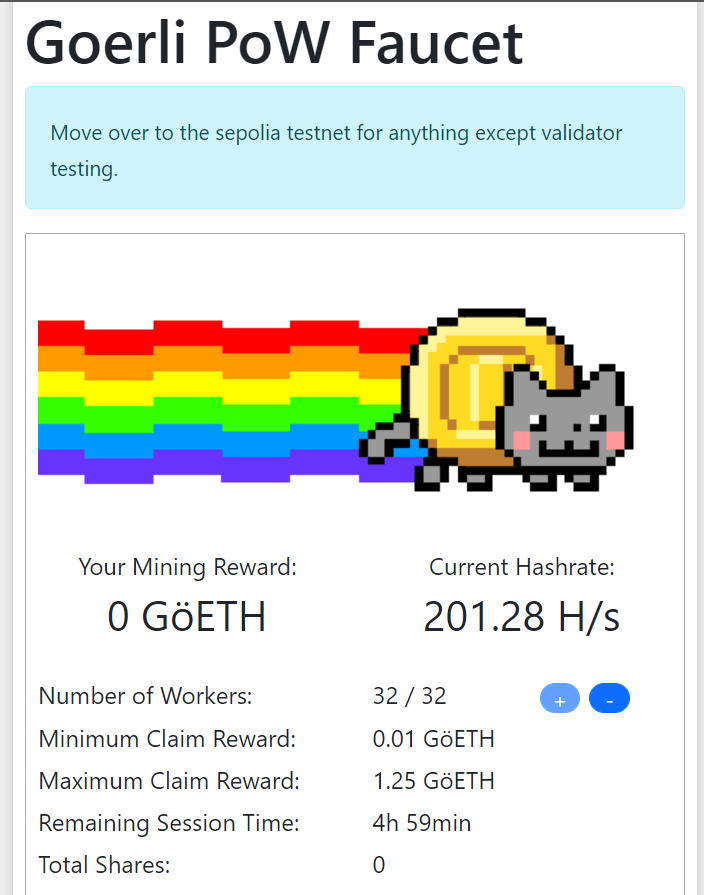 Goerli PoW Faucet
Move over to the sepolia testnet for anything except validator
testing.
Your Mining Reward:
0 GöETH
Current Hashrate:
201.28 H/s
Number of Workers: 32 / 32 + -
Minimum Claim Reward: 0.01 GöETH
Maximum Claim Reward: 1.25 GöETH
Remaining Session Time: 4h 59min
Total Shares: 0